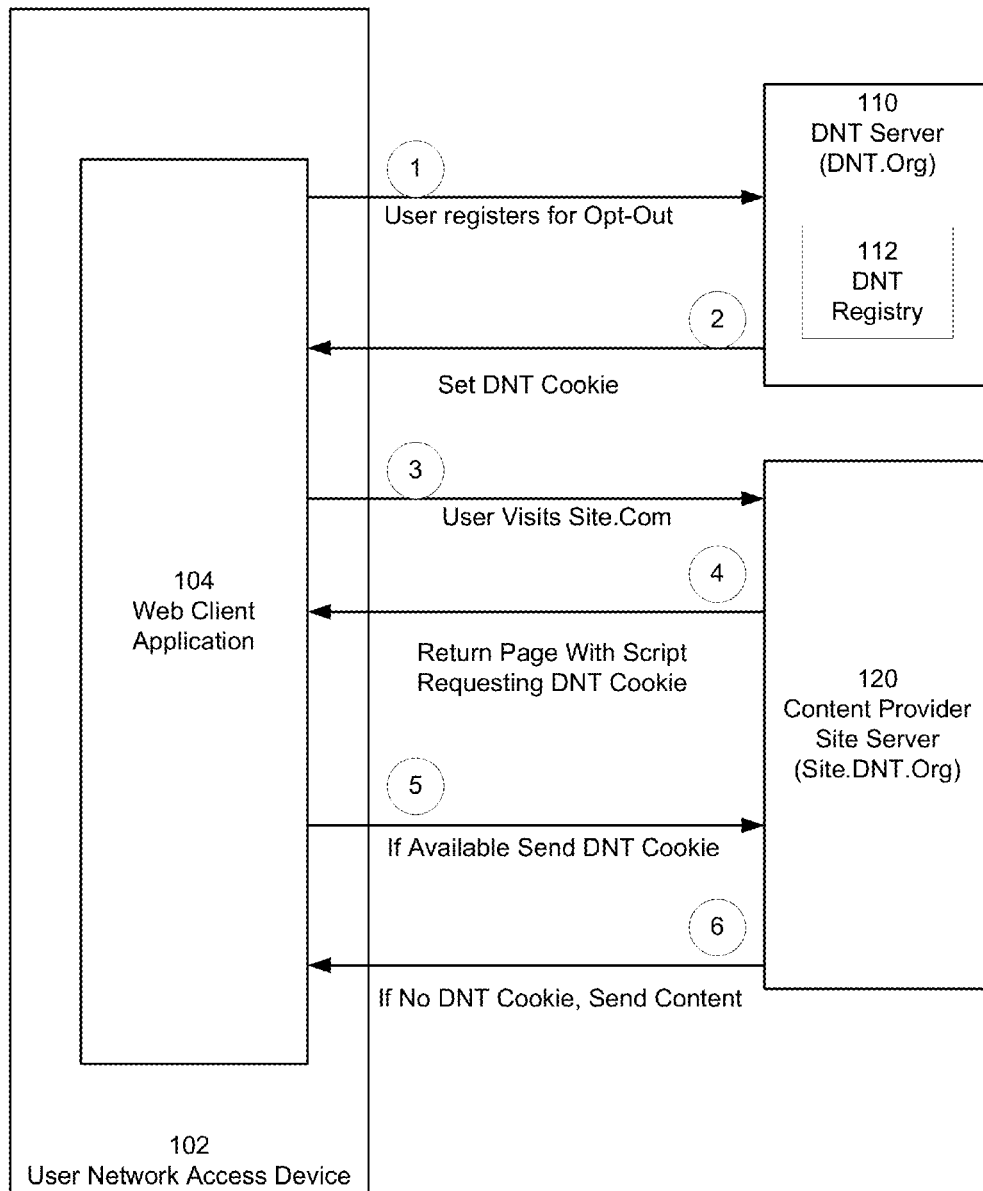 110
DNT Server
(DNT.Org)
1
User registers for Opt-Out
112
DNT
Registry
2
Set DNT Cookie
3
User Visits Site.Com
4
104
Web Client
Application
Return Page With Script
Requesting DNT Cookie
120
Content Provider
Site Server
(Site.DNT.Org)
5
If Available Send DNT Cookie
6
If No DNT Cookie, Send Content
102
User Network Access Device